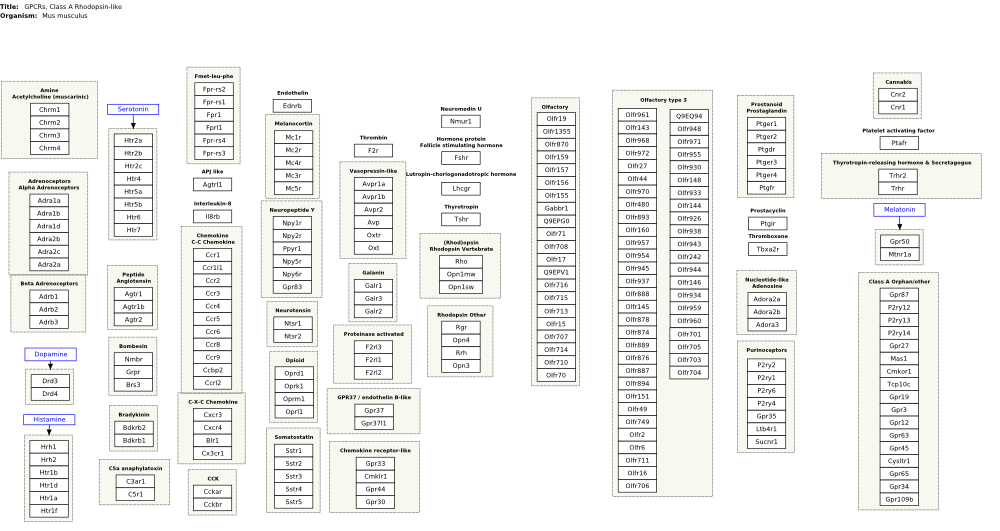 Title: GPCRs, Class A Rhodopsin-like
Organism: Mus musculus
Amine
Acetylcholine (muscarinic)
Chrm1
Chrm2
Chrm3
Chrm4
Adrenoceptors
Alpha Adrenoceptors
Adra1a
Adra1b
Adra1d
Adra2b
Adra2c
Adra2a
Beta Adrenoceptors
Adrb1
Adrb2
Adrb3
Dopamine
Drd3
Drd4
Histamine
Hrh1
Hrh2
Htr1b
Htr1d
Htr1a
Htr1f
Serotonin
Htr2a
Htr2b
Htr2c
Htr4
Htr5a
Htr5b
Htr6
Htr7
Peptide
Angiotensin
Agtr1
Agtr1b
Agtr2
Bombesin
Nmbr
Grpr
Brs3
Bradykinin
Bdkrb2
Bdkrb1
C5a anaphylatoxin
C3ar1
C5r1
Fmet-leu-phe
Fpr-rs2
Fpr-rs1
Fpr1
Fprl1
Fpr-rs4
Fpr-rs3
APJ like
Agtrl1
Interleukin-8
Il8rb
Chemokine
C-C Chemokine
Ccr1
Ccr1l1
Ccr2
Ccr3
Ccr4
Ccr5
Ccr6
Ccr8
Ccr9
Ccbp2
Ccrl2
C-X-C Chemokine
Cxcr3
Cxcr4
Blr1
Cx3cr1
CCK
Cckar
Cckbr
Endothelin
Ednrb
Melanocortin
Mc1r
Mc2r
Mc4r
Mc3r
Mc5r
Neuropeptide Y
Npy1r
Npy2r
Ppyr1
Npy5r
Npy6r
Gpr83
Neurotensin
Ntsr1
Ntsr2
Opioid
Oprd1
Oprk1
Oprm1
Oprl1
Somatostatin
Sstr1
Sstr2
Sstr3
Sstr4
Sstr5
Thrombin
F2r
Vasopressin-like
Avpr1a
Avpr1b
Avpr2
Avp
Oxtr
Oxt
Galanin
Galr1
Galr3
Galr2
Proteinase activated
F2rl3
F2rl1
F2rl2
GPR37 / endothelin B-like
Gpr37
Gpr37l1
Chemokine receptor-like
Gpr33
Cmklr1
Gpr44
Gpr30
Neuromedin U
Nmur1
Hormone protein
Follicle stimulating hormone
Fshr
Lutropin-choriogonadotropic hormone
Lhcgr
Thyrotropin
Tshr
(Rhod)opsin
Rhodopsin Vertebrate
Rho
Opn1mw
Opn1sw
Rhodopsin Other
Rgr
Opn4
Rrh
Opn3
Olfactory
Olfr19
Olfr1355
Olfr870
Olfr159
Olfr157
Olfr156
Olfr155
Gabbr1
Q9EPG0
Olfr71
Olfr708
Olfr17
Q9EPV1
Olfr716
Olfr715
Olfr713
Olfr15
Olfr707
Olfr714
Olfr710
Olfr70
Olfactory type 3
Olfr961
Olfr143
Olfr968
Olfr972
Olfr27
Olfr44
Olfr970
Olfr480
Olfr893
Olfr160
Olfr957
Olfr954
Olfr945
Olfr937
Olfr888
Olfr145
Olfr878
Olfr874
Olfr889
Olfr876
Olfr887
Olfr894
Olfr151
Olfr49
Olfr749
Olfr2
Olfr6
Olfr711
Olfr16
Olfr706
Q9EQ94
Olfr948
Olfr971
Olfr955
Olfr930
Olfr148
Olfr933
Olfr144
Olfr926
Olfr938
Olfr943
Olfr242
Olfr944
Olfr146
Olfr934
Olfr959
Olfr960
Olfr701
Olfr705
Olfr703
Olfr704
Prostanoid
Prostaglandin
Ptger1
Ptger2
Ptgdr
Ptger3
Ptger4
Ptgfr
Prostacyclin
Ptgir
Thromboxane
Tbxa2r
Nucleotide-like
Adenosine
Adora2a
Adora2b
Adora3
Purinoceptors
P2ry2
P2ry1
P2ry6
P2ry4
Gpr35
Ltb4r1
Sucnr1
Cannabis
Cnr2
Cnr1
Platelet activating factor
Ptafr
Thyrotropin-releasing hormone & Secretagogue
Trhr2
Trhr
Melatonin
Gpr50
Mtnr1a
Class A Orphan/other
Gpr87
P2ry12
P2ry13
P2ry14
Gpr27
Mas1
Cmkor1
Tcp10c
Gpr19
Gpr3
Gpr12
Gpr63
Gpr45
Cysltr1
Gpr65
Gpr34
Gpr109b